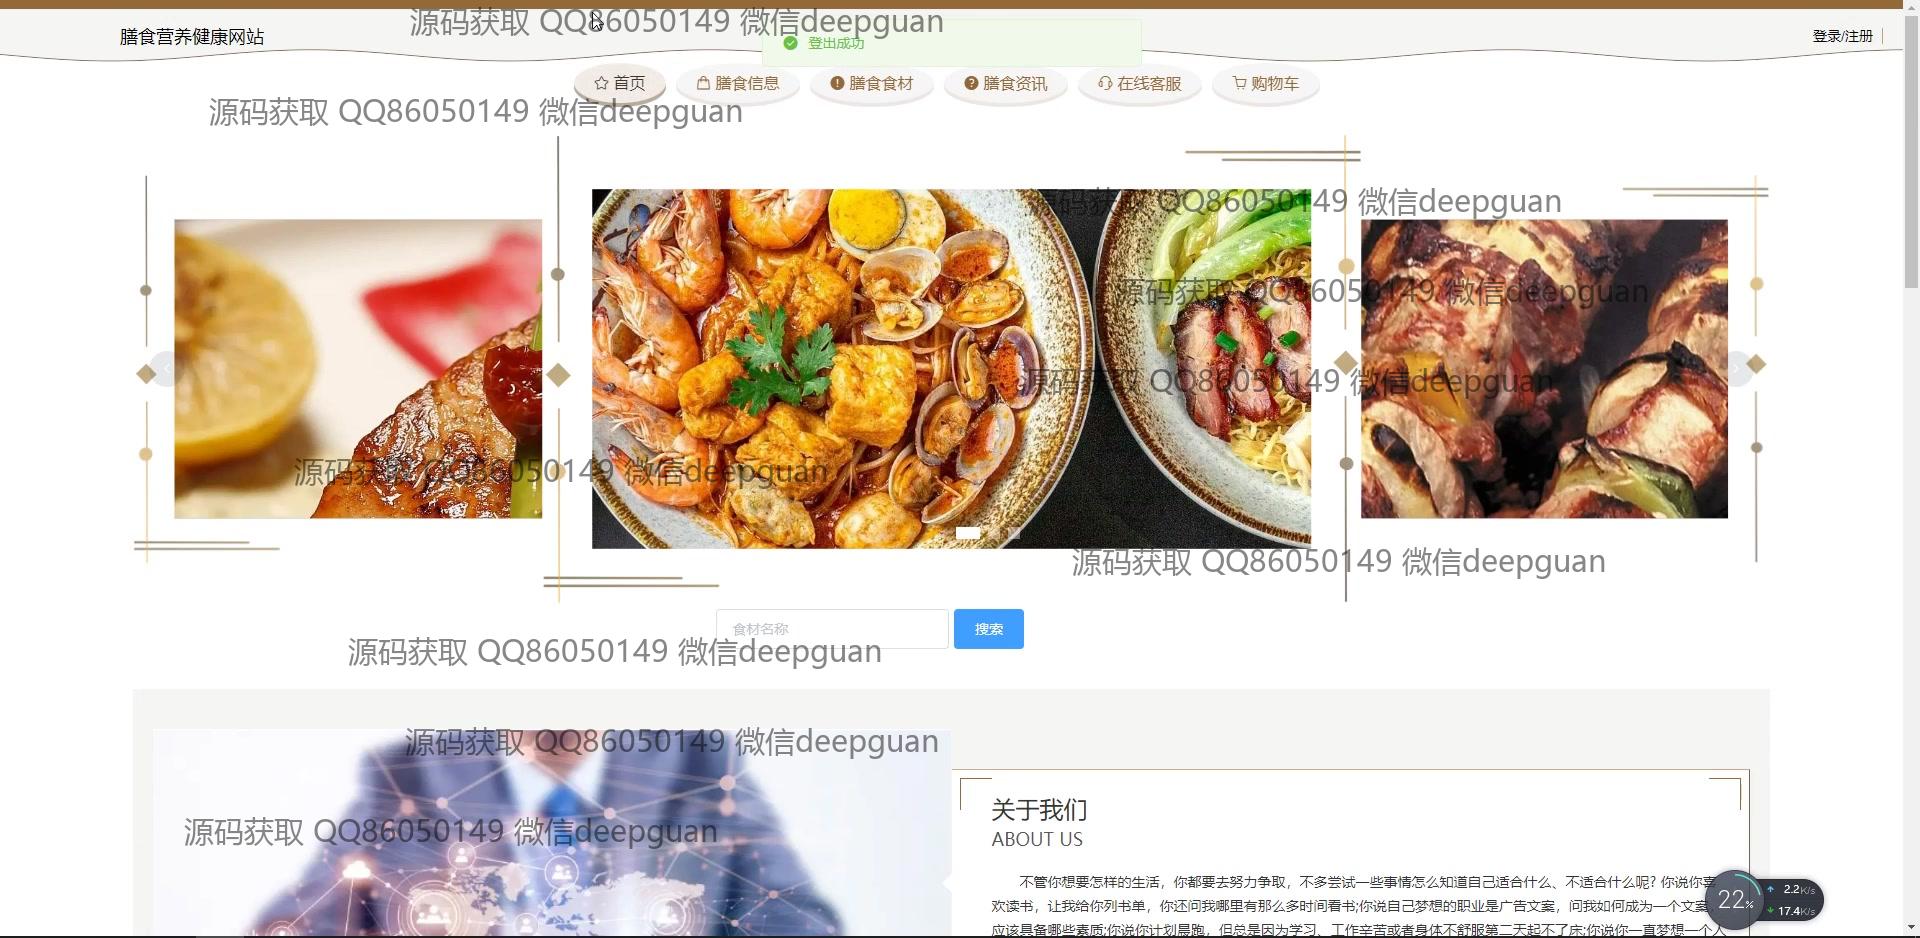 源码获取 QQ86050149 微信deepguan
膳食营养健康网站
登出成功
登录/注册
首页
膳食信息
膳食食材
膳食资讯
在线客服
购物车
源码获取 QQ86050149 微信deepguan
源码获取 QQ86050149 微信deepguan
源码获取 QQ86050149 微信deepguan
源码获取 QQ86050149 微信deepguan
源码获取 QQ86050149 微信deepguan
源码获取 QQ86050149 微信deepguan
食材名称
搜索
源码获取 QQ86050149 微信deepguan
源码获取 QQ86050149 微信deepguan
源码获取 QQ86050149 微信deepguan
关于我们
ABOUT US
不管你想要怎样的生活，你都要去努力争取，不多尝试一些事情怎么知道自己适合什么、不适合什么呢? 你说你喜
欢读书，让我给你列书单，你还问我哪里有那么多时间看书;你说自己梦想的职业是广告文案，问我如何成为一个文案，
应该具备哪些素质;你说你计划晨跑，但总是因为学习、工作辛苦或者身体不舒服第二天起不了床;你说你一直梦想一个人
22%
2.2K/s
17.4K/s